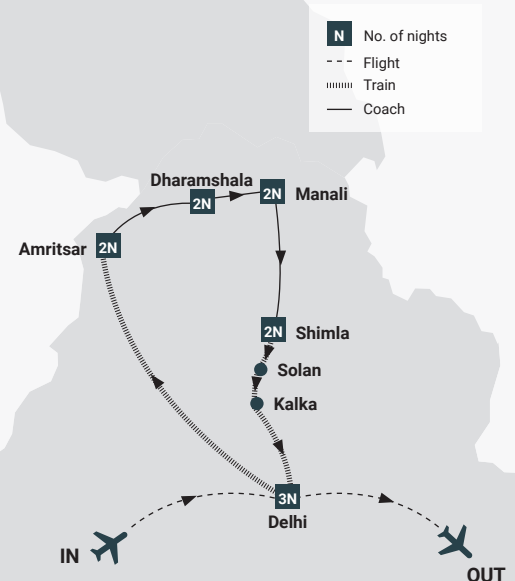 N No. of nights
Flight
Train
Coach
Dharamshala
2N
2N Manali
Amritsar 2N
2N Shimla
Solan
Kalka
3N
Delhi
IN
OUT